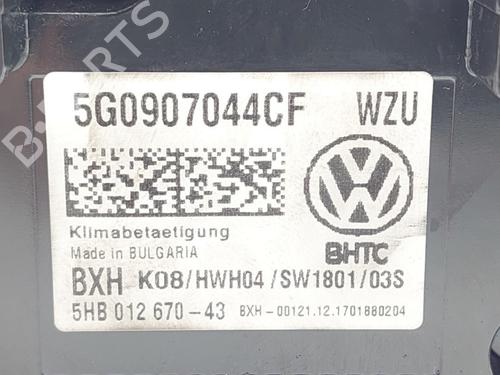 5G0907044CF WZU
Klimabetaetigung
Made in BULGARIA
BHTC
BXH K08/HWH04/SW1801/03S
5HB 012 670-43 BXH-00121.12.1701880204